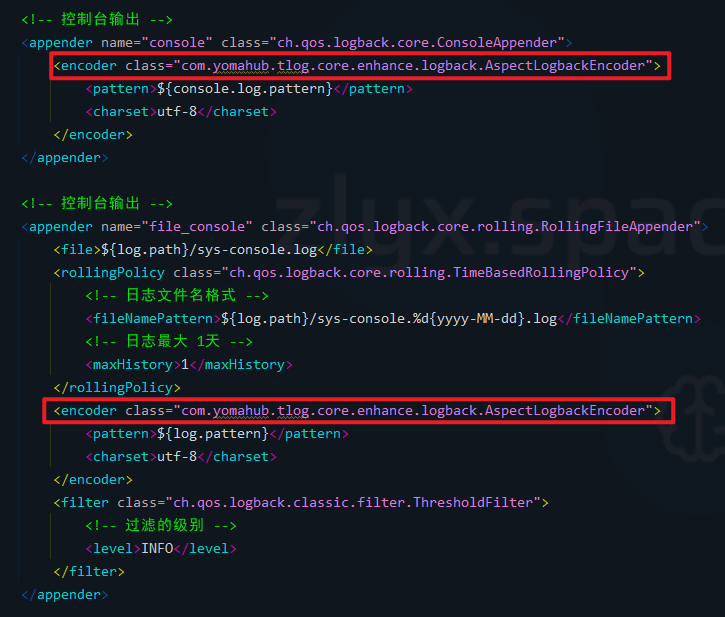 <!-- 控制台输出 -->
<appender name="console" class="ch.qos.logback.core.ConsoleAppender">
<encoder class="com.yomahub.tlog.core.enhance.logback.AspectLogbackEncoder">
<pattern>${console.log.pattern}</pattern>
<charset>utf-8</charset>
</encoder>
</appender>
<!-- 控制台输出 -->
<appender name="file_console" class="ch.qos.logback.core.rolling.RollingFileAppender">
<file>${log.path}/sys-console.log</file>
<rollingPolicy class="ch.qos.logback.core.rolling.TimeBasedRollingPolicy">
<!-- 日志文件名格式 -->
<fileNamePattern>${log.path}/sys-console.%d{yyyy-MM-dd}.log</fileNamePattern>
<!-- 日志最大 1天 -->
<maxHistory>1</maxHistory>
</rollingPolicy>
<encoder class="com.yomahub.tlog.core.enhance.logback.AspectLogbackEncoder">
<pattern>${log.pattern}</pattern>
<charset>utf-8</charset>
</encoder>
<filter class="ch.qos.logback.classic.filter.ThresholdFilter">
<!-- 过滤的级别 -->
<level>INFO</level>
</filter>
</appender>
zlyx.spac